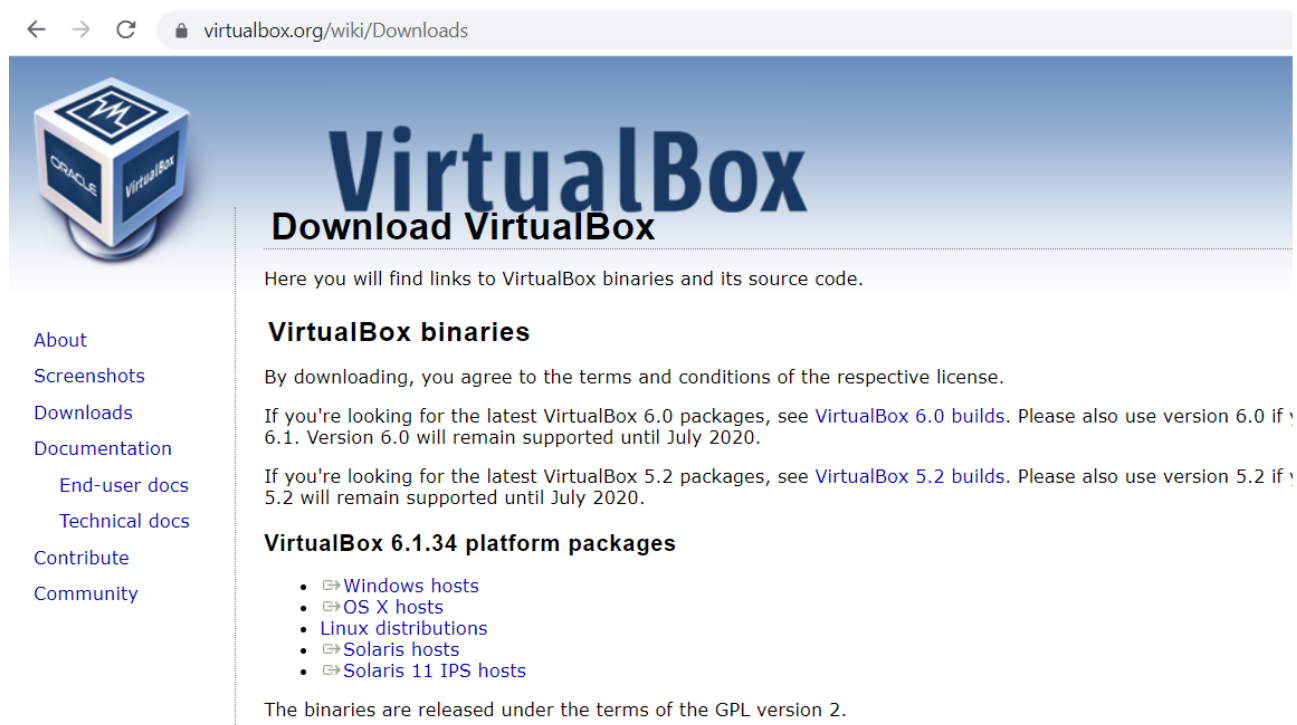 virtualbox.org/wiki/Downloads
ORACLE
VirtualBox
VirtualBox
Download VirtualBox
Here you will find links to VirtualBox binaries and its source code.
About
Screenshots
Downloads
Documentation
End-user docs
Technical docs
Contribute
Community
VirtualBox binaries
By downloading, you agree to the terms and conditions of the respective license.
If you're looking for the latest VirtualBox 6.0 packages, see VirtualBox 6.0 builds. Please also use version 6.0 if
6.1. Version 6.0 will remain supported until July 2020.
If you're looking for the latest VirtualBox 5.2 packages, see VirtualBox 5.2 builds. Please also use version 5.2 if
5.2 will remain supported until July 2020.
VirtualBox 6.1.34 platform packages
Windows hosts
OS X hosts
Linux distributions
Solaris hosts
Solaris 11 IPS hosts
The binaries are released under the terms of the GPL version 2.